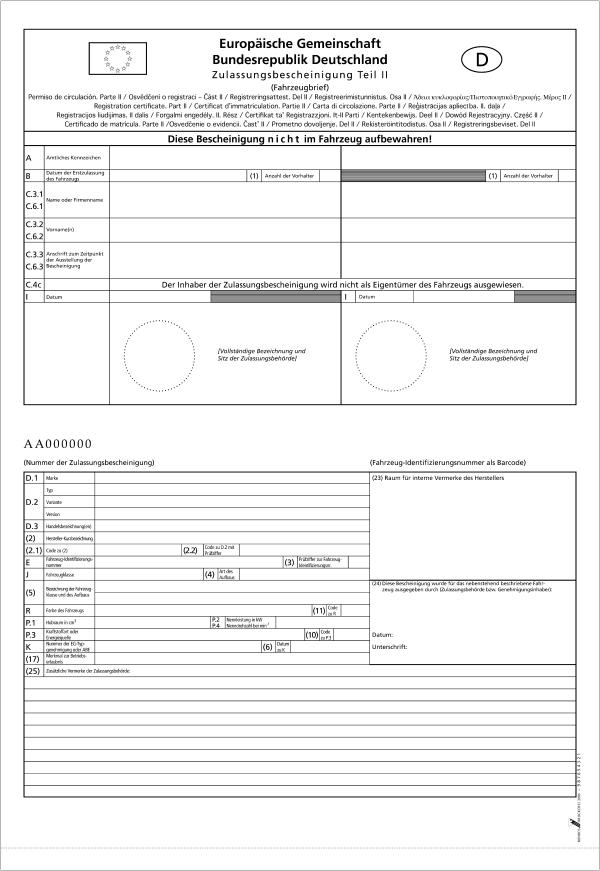 Europäische Gemeinschaft
Bundesrepublik Deutschland
D
Zulassungsbescheinigung Teil II
(Fahrzeugbrief)
Permiso de circulación. Parte II / Osvědčení o registraci – Část II / Registreringsattest. Del II / Registreerimistunnistus. Osa II / Άδεια κυκλοφορίας/Πιστοποιητικό Εγγραφής. Μέρος II /
Registration certificate. Part II / Certificat d'immatriculation. Partie II / Carta di circolazione. Parte II / Reģistrācijas apliecība. II. daļa /
Registracijos liudijimas. II dalis / Forgalmi engedély. II. Rész / Ċertifikat ta' Reġistrazzjoni. It-II Parti / Kentekenbewijs. Deel II / Dowód Rejestracyjny. Część II /
Certificado de matrícula. Parte II /Osvedčenie o evidencii. Časť II / Prometno dovoljenje. Del II / Rekisteröintitodistus. Osa II / Registreringsbeviset. Del II
Diese Bescheinigung nicht im Fahrzeug aufbewahren!
A Amtliches Kennzeichen
B Datum der Erstzulassung des Fahrzeugs (1) Anzahl der Vorhalter (1) Anzahl der Vorhalter
C.3.1
C.6.1 Name oder Firmenname
C.3.2
C.6.2 Vorname(n)
C.3.3
C.6.3 Anschrift zum Zeitpunkt der Ausstellung der Bescheinigung
C.4c Der Inhaber der Zulassungsbescheinigung wird nicht als Eigentümer des Fahrzeugs ausgewiesen.
I Datum I Datum
[Vollständige Bezeichnung und [Vollständige Bezeichnung und
Sitz der Zulassungsbehörde] Sitz der Zulassungsbehörde]
AA000000
(Nummer der Zulassungsbescheinigung) (Fahrzeug-Identifizierungsnummer als Barcode)
D.1 Marke (23) Raum für interne Vermerke des Herstellers
Typ
D.2 Variante
Version
D.3 Handelsbezeichnung(en)
(2) Hersteller-Kurzbezeichnung
(2.1) Code zu (2) (2.2) Code zu D.2 mit Prüfziffer
E Fahrzeug-Identifizierungs-nummer (3) Prüfziffer zur Fahrzeug-Identifizierungsn.
J Fahrzeugklasse (4) Art des Aufbaus
(5) Bezeichnung der Fahrzeug-klasse und des Aufbaus
(24) Diese Bescheinigung wurde für das nebenstehend beschriebene Fahr-
zeug ausgegeben durch (Zulassungsbehörde bzw. Genehmigungsinhaber):
R Farbe des Fahrzeugs (11) Code zu R
P.1 Hubraum in cm³ P.2 P.4 Nennleistung in kW Nenndrehzahl bei min⁻¹
P.3 Kraftstoffart oder Energiequelle (10) Code zu P.3 Datum:
K Nummer der EG-Typ-genehmigung oder ABE (6) Datum zu K Unterschrift:
(17) Merkmal zur Betriebs-erlaubnis
(25) Zusätzliche Vermerke der Zulassungsbehörde: